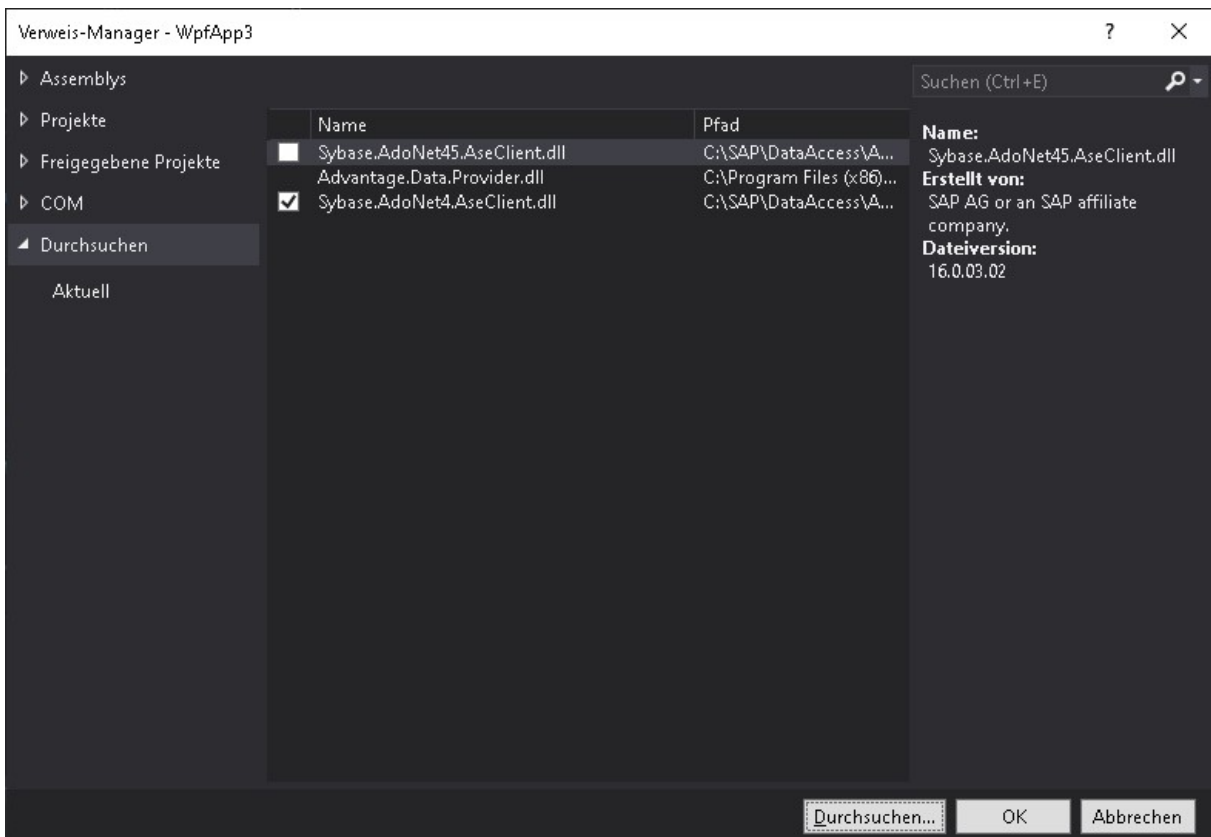 Verweis-Manager - WpfApp3
?
Assemblys
Projekte
Freigegebene Projekte
COM
Durchsuchen
Aktuell
Name Pfad
Sybase.AdoNet45.AseClient.dll C:\SAP\DataAccess\A...
Advantage.Data.Provider.dll C:\Program Files (x86)...
Sybase.AdoNet4.AseClient.dll C:\SAP\DataAccess\A...
Suchen (Ctrl+E)
Name:
Sybase.AdoNet45.AseClient.dll
Erstellt von:
SAP AG or an SAP affiliate
company.
Dateiversion:
16.0.03.02
Durchsuchen... OK Abbrechen